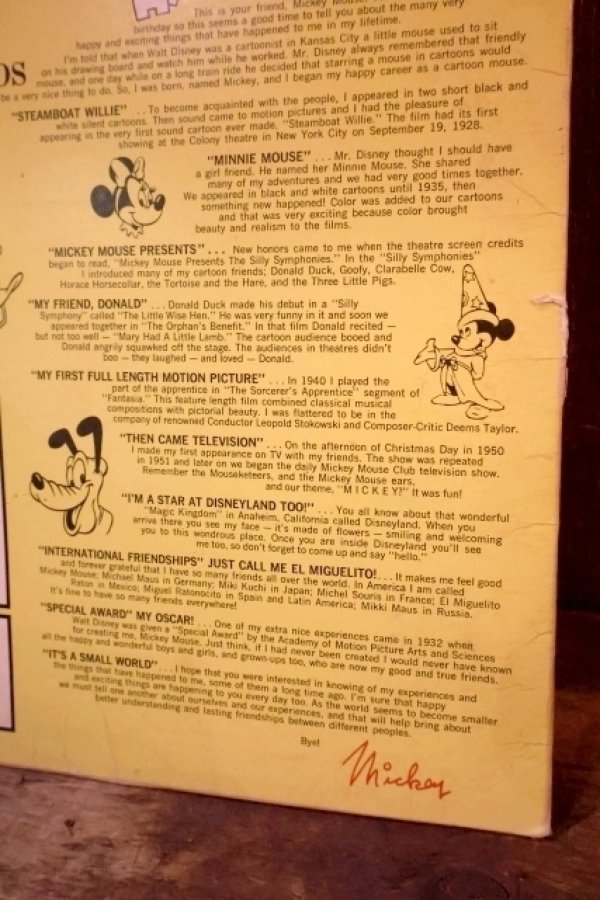 This is your friend, Mickey Mouse
birthday so this seems a good time to tell you about the many very
happy and exciting things that have happened to me in my lifetime.
I'm told that when Walt Disney was a cartoonist in Kansas City a little mouse used to sit
on his drawing board and watch him while he worked. Mr. Disney always remembered that friendly
mouse, and one day while on a long train ride he decided that starring a mouse in cartoons would
be a very nice thing to do. So, I was born, named Mickey, and I began my happy career as a cartoon mouse.
OS
"STEAMBOAT WILLIE" . . To become acquainted with the people, I appeared in two short black and
white silent cartoons. Then sound came to motion pictures and I had the pleasure of
appearing in the very first sound cartoon ever made, "Steamboat Willie." The film had its first
showing at the Colony theatre in New York City on September 19, 1928.
"MINNIE MOUSE" . . . Mr. Disney thought I should have
a girl friend. He named her Minnie Mouse. She shared
many of my adventures and we had very good times together.
We appeared in black and white cartoons until 1935, then
something new happened! Color was added to our cartoons
and that was very exciting because color brought
beauty and realism to the films.
"MICKEY MOUSE PRESENTS" . . . New honors came to me when the theatre screen credits
began to read, "Mickey Mouse Presents The Silly Symphonies." In the "Silly Symphonies"
I introduced many of my cartoon friends; Donald Duck, Goofy, Clarabelle Cow,
Horace Horsecollar, the Tortoise and the Hare, and the Three Little Pigs.
"MY FRIEND, DONALD" . . . Donald Duck made his debut in a "Silly
Symphony" called "The Little Wise Hen." He was very funny in it and soon we
appeared together in "The Orphan's Benefit." In that film Donald recited —
but not too well — "Mary Had A Little Lamb." The cartoon audience booed and
Donald angrily squawked off the stage. The audiences in theatres didn't
boo — they laughed — and loved — Donald.
"MY FIRST FULL LENGTH MOTION PICTURE" . . . In 1940 I played the
part of the apprentice in "The Sorcerer's Apprentice" segment of
"Fantasia." This feature length film combined classical musical
compositions with pictorial beauty. I was flattered to be in the
company of renowned Conductor Leopold Stokowski and Composer-Critic Deems Taylor.
"THEN CAME TELEVISION" . . . On the afternoon of Christmas Day in 1950
I made my first appearance on TV with my friends. The show was repeated
in 1951 and later on we began the daily Mickey Mouse Club television show.
Remember the Mouseketeers, and the Mickey Mouse ears,
and our theme, "M I C K E Y?" It was fun!
"I'M A STAR AT DISNEYLAND TOO!" . . . You all know about that wonderful
"Magic Kingdom" in Anaheim, California called Disneyland. When you
arrive there you see my face — it's made of flowers — smiling and welcoming
you to this wondrous place. Once you are inside Disneyland you'll see
me too, so don't forget to come up and say "hello."
"INTERNATIONAL FRIENDSHIPS" JUST CALL ME EL MIGUELITO! . . . It makes me feel good
and forever grateful that I have so many friends all over the world. In America I am called
Mickey Mouse; Michael Maus in Germany; Miki Kuchi in Japan; Michel Souris in France; El Miguelito
Raton in Mexico; Miguel Ratonocito in Spain and Latin America; Mikki Maus in Russia.
It's fine to have so many friends everywhere!
"SPECIAL AWARD" MY OSCAR! . . . One of my extra nice experiences came in 1932 when
Walt Disney was given a "Special Award" by the Academy of Motion Picture Arts and Sciences
for creating me, Mickey Mouse. Just think, if I had never been created I would never have known
all the happy and wonderful boys and girls, and grown-ups too, who are now my good and true friends.
"IT'S A SMALL WORLD" . . . I hope that you were interested in knowing of my experiences and
the things that have happened to me, some of them a long time ago. I'm sure that happy
and exciting things are happening to you every day too. As the world seems to become smaller
we must tell one another about ourselves and our experiences, and that will help bring about
better understanding and lasting friendships between different peoples.
Bye!
Mickey